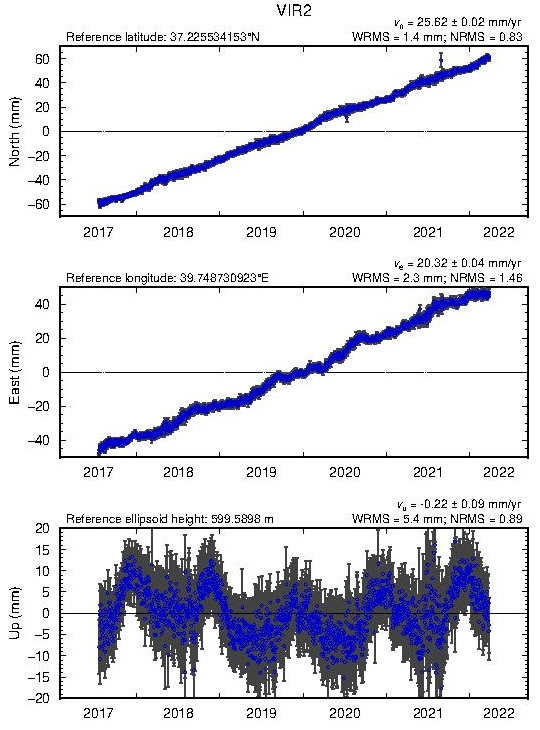 VIR2
vn = 25.62 ± 0.02 mm/yr
Reference latitude: 37.225534153°N WRMS = 1.4 mm; NRMS = 0.83
60
40
20
0
−20
−40
−60
North (mm)
2017 2018 2019 2020 2021 2022
ve = 20.32 ± 0.04 mm/yr
Reference longitude: 39.748730923°E WRMS = 2.3 mm; NRMS = 1.46
40
20
0
−20
−40
East (mm)
2017 2018 2019 2020 2021 2022
vu = -0.22 ± 0.09 mm/yr
Reference ellipsoid height: 599.5898 m WRMS = 5.4 mm; NRMS = 0.89
20
15
10
5
0
−5
−10
−15
−20
Up (mm)
2017 2018 2019 2020 2021 2022